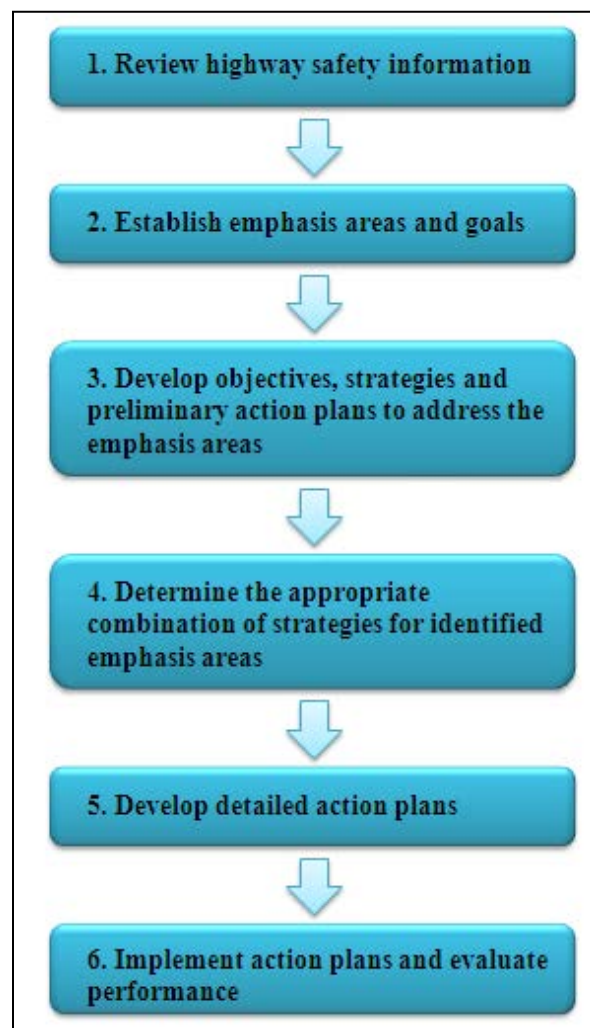 1. Review highway safety information
2. Establish emphasis areas and goals
3. Develop objectives, strategies and
preliminary action plans to address the
emphasis areas
4. Determine the appropriate
combination of strategies for identified
emphasis areas
5. Develop detailed action plans
6. Implement action plans and evaluate
performance